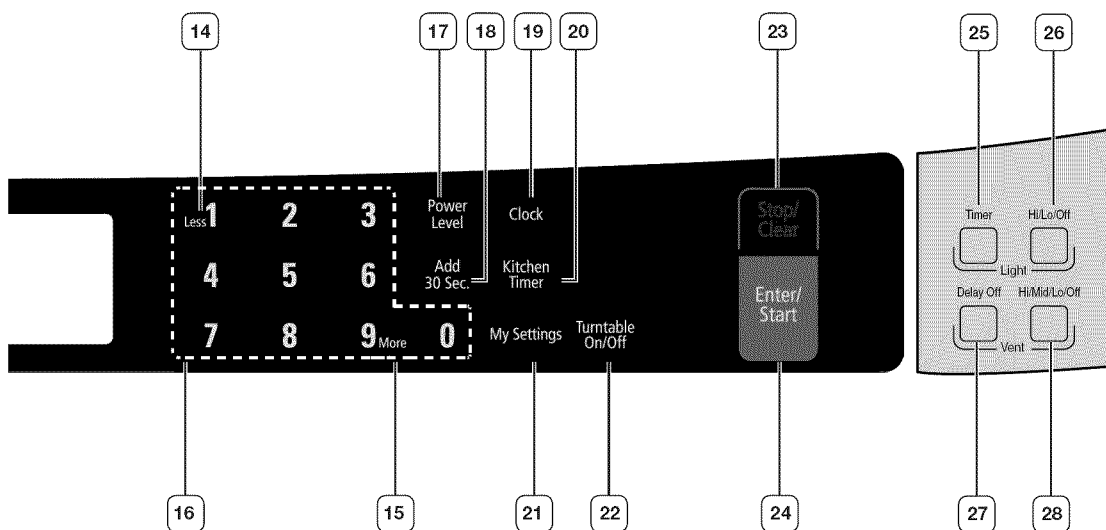 14 17 18 19 20 23 25 26
Less 1 2 3 Power Level Clock Stop/Clear Timer Hi/Lo/Off
4 5 6 Add 30 Sec. Kitchen Timer Enter/Start Light
Delay Off Hi/Mid/Lo/Off
7 8 9 More 0 My Settings Turntable On/Off Vent
16 15 21 22 24 27 28